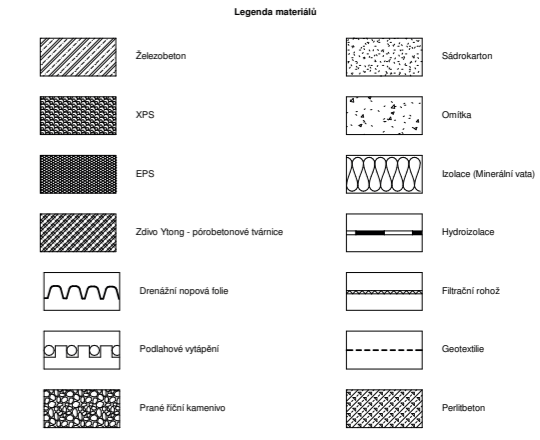 Legenda materiálů
Železobeton
Sádrokarton
XPS
Omítka
EPS
Izolace (Minerální vata)
Zdivo Ytong - pórobetonové tvárnice
Hydroizolace
Drenážní nopová folie
Filtrační rohož
Podlahové vytápění
Geotextilie
Prané říční kamenivo
Perlitbeton